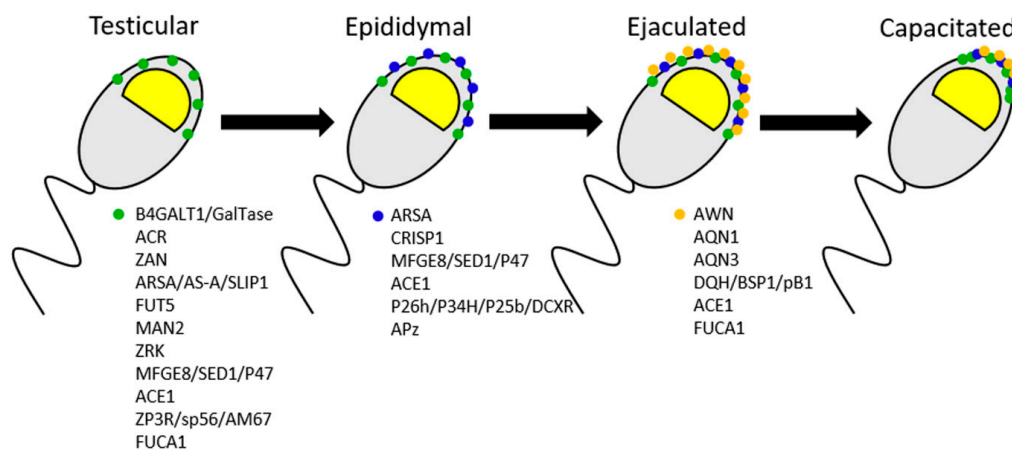 Testicular
Epididymal
Ejaculated
Capacitated
B4GALT1/GalTase
ACR
ZAN
ARSA/AS-A/SLIP1
FUT5
MAN2
ZRK
MFGE8/SED1/P47
ACE1
ZP3R/sp56/AM67
FUCA1
ARSA
CRISP1
MFGE8/SED1/P47
ACE1
P26h/P34H/P25b/DCXR
APz
AWN
AQN1
AQN3
DQH/BSP1/pB1
ACE1
FUCA1